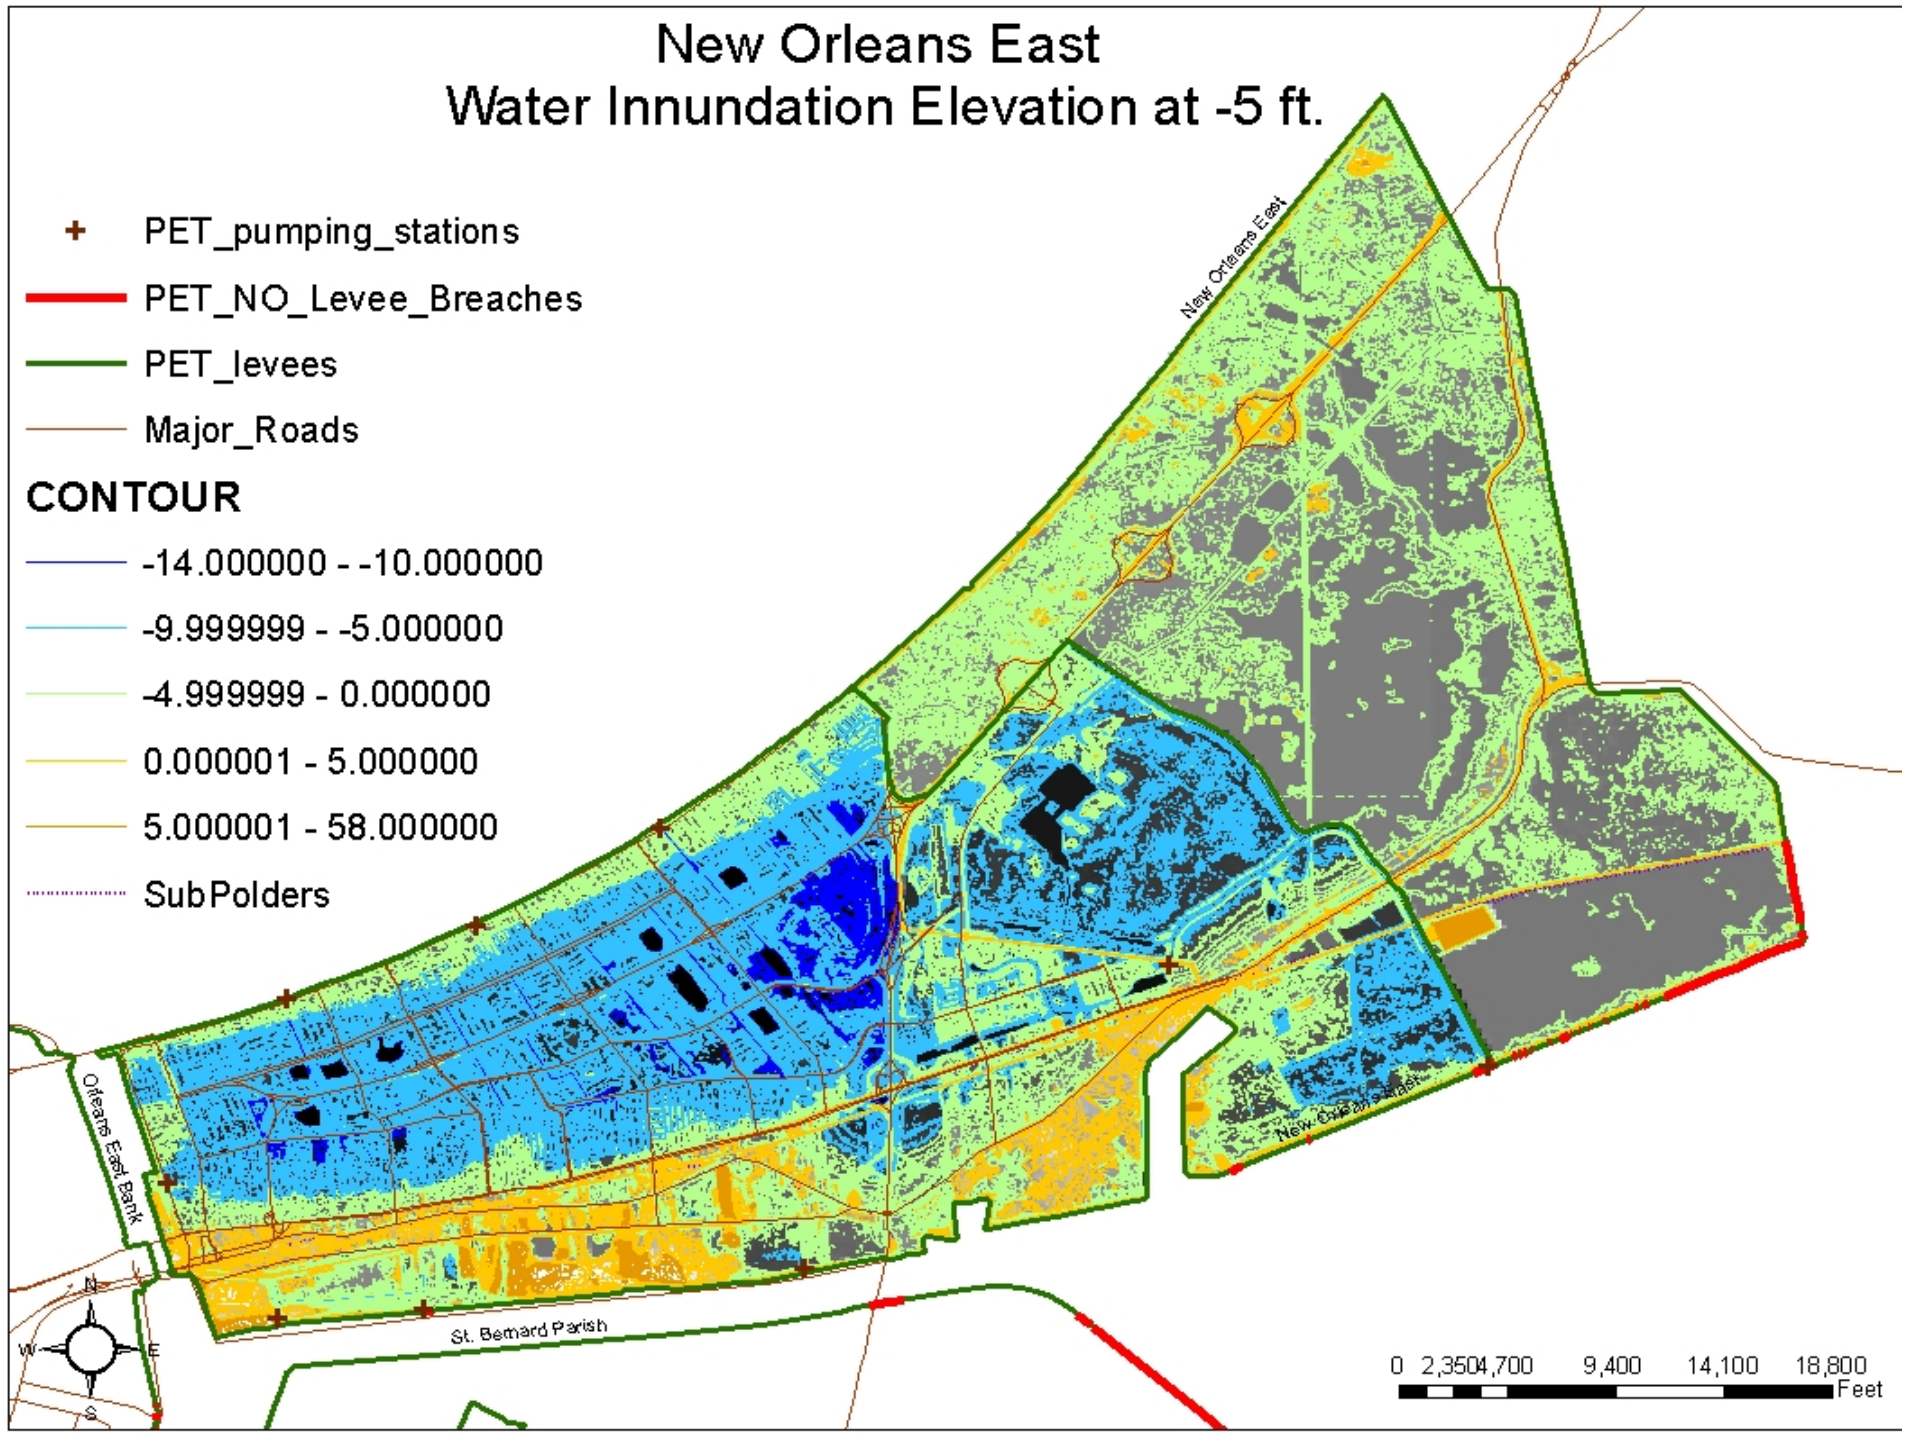 New Orleans East
Water Innundation Elevation at -5 ft.
PET_pumping_stations
PET_NO_Levee_Breaches
PET_levees
Major_Roads
CONTOUR
-14.000000 - -10.000000
-9.999999 - -5.000000
-4.999999 - 0.000000
0.000001 - 5.000000
5.000001 - 58.000000
SubPolders
New Orleans East
Orleans East Bank
New Orleans East
St. Bernard Parish
N
W E
S
0 2,350 4,700 9,400 14,100 18,800
Feet